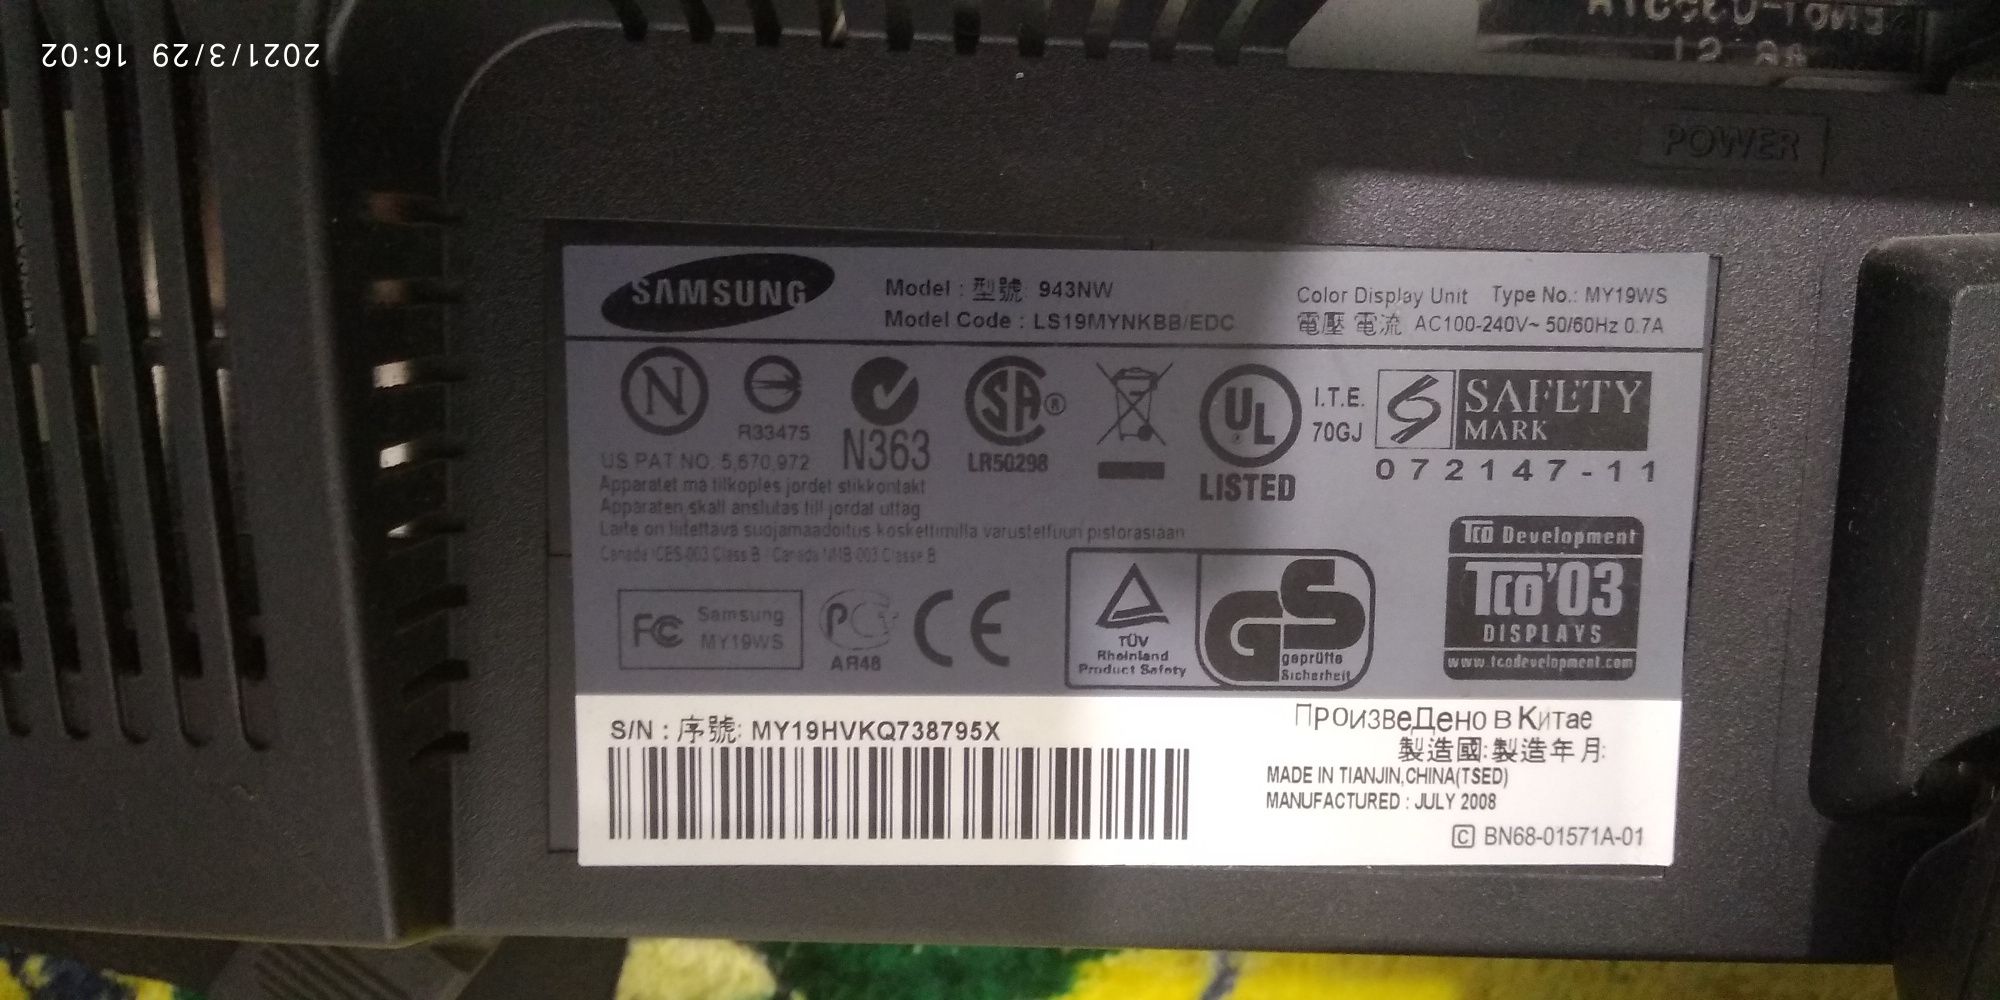 2021/3/29 16:02
POWER
SAMSUNG
Model : 型號: 943NW
Model Code : LS19MYNKBB/EDC
Color Display Unit Type No.: MY19WS
電壓 電流 AC100-240V~ 50/60Hz 0.7A
N
R33475
N363
SA®
LR50298
UL
LISTED
I.T.E.
70GJ
SAFETY
MARK
072147-11
US PAT NO. 5,670,972
Apparatet må tilkoples jordet stikkontakt
Apparaten skall anslutas till jordat uttag
Laite on liitettävä suojamaadoitus koskettimilla varustettuun pistorasiaan
Canada ICES-003 Class B / Canada NMB-003 Classe B
FC Samsung
MY19WS
РСТ
АЯ48
CE
TÜV
Rheinland
Product Safety
GS
geprüfte
Sicherheit
TCO Development
TCO'03
DISPLAYS
www.tcodevelopment.com
S/N : 序號: MY19HVKQ738795X
ПРОИЗВеДено в Китае
製造國:製造年月:
MADE IN TIANJIN,CHINA(TSED)
MANUFACTURED : JULY 2008
C BN68-01571A-01